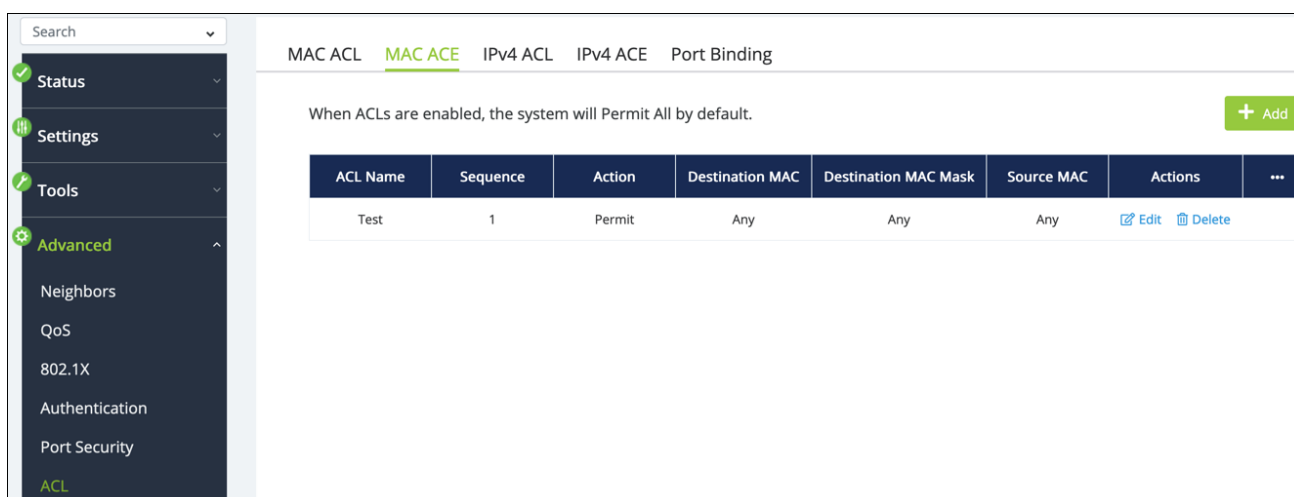 Search
Status
Settings
Tools
Advanced
Neighbors
QoS
802.1X
Authentication
Port Security
ACL
MAC ACL MAC ACE IPv4 ACL IPv4 ACE Port Binding
When ACLs are enabled, the system will Permit All by default.
+ Add
ACL Name Sequence Action Destination MAC Destination MAC Mask Source MAC Actions •••
Test 1 Permit Any Any Any Edit Delete